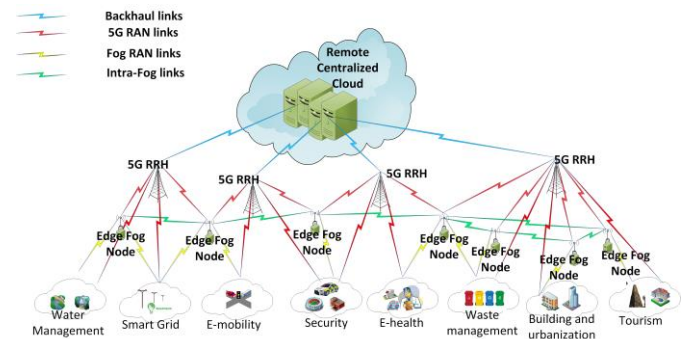 Backhaul links
5G RAN links
Fog RAN links
Intra-Fog links
Remote
Centralized
Cloud
5G RRH
5G RRH
5G RRH
5G RRH
Edge Fog
Node
Edge Fog
Node
Edge Fog
Node
Edge Fog
Node
Edge Fog
Node
Edge Fog
Node
Edge Fog
Node
Water
Management
Smart Grid
E-mobility
Security
E-health
Waste
management
Building and
urbanization
Tourism